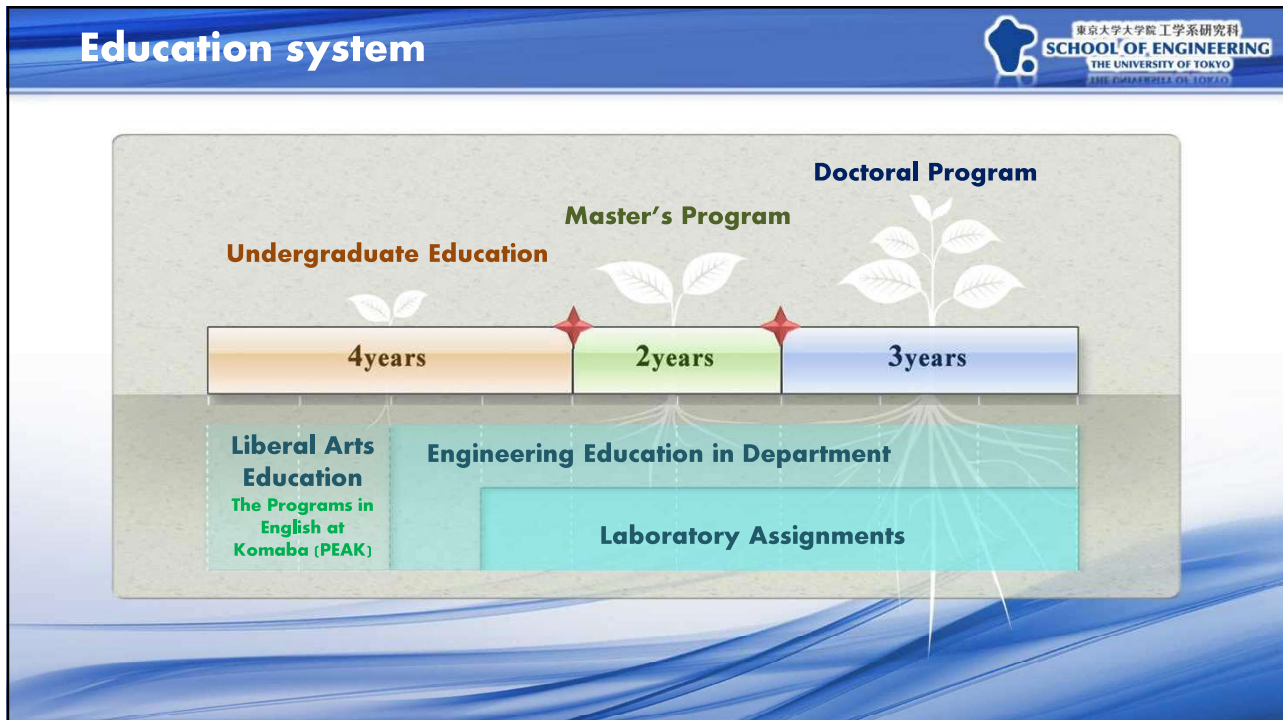 Education system
東京大学大学院 工学系研究科
SCHOOL OF ENGINEERING
THE UNIVERSITY OF TOKYO
Doctoral Program
Master's Program
Undergraduate Education
4years
2years
3years
Liberal Arts
Education
The Programs in
English at
Komaba (PEAK)
Engineering Education in Department
Laboratory Assignments